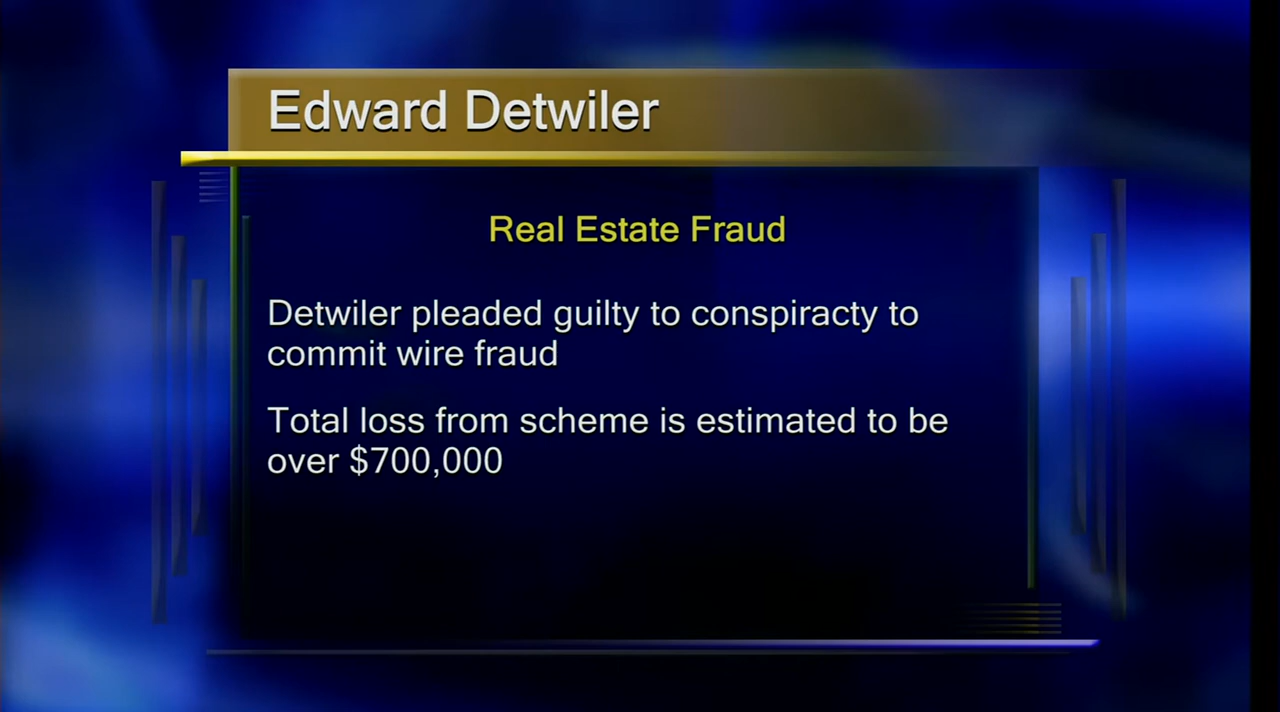 Edward Detwiler
Real Estate Fraud
Detwiler pleaded guilty to conspiracty to
commit wire fraud
Total loss from scheme is estimated to be
over $700,000